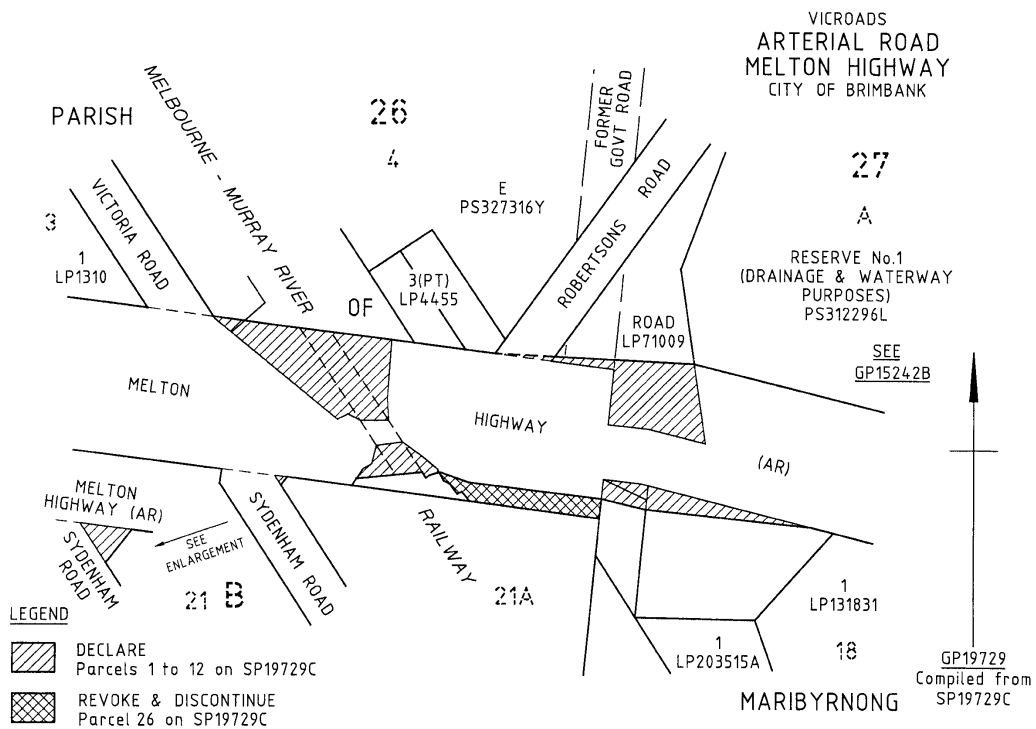 VICROADS
ARTERIAL ROAD
MELTON HIGHWAY
CITY OF BRIMBANK
PARISH
MELBOURNE - MURRAY RIVER
26
4
FORMER
GOVT ROAD
27
A
E
PS327316Y
ROBERTSONS ROAD
VICTORIA ROAD
3
1
LP1310
OF
3(PT)
LP4455
RESERVE No.1
(DRAINAGE & WATERWAY
PURPOSES)
PS312296L
ROAD
LP71009
SEE
GP15242B
MELTON
HIGHWAY
(AR)
MELTON
HIGHWAY (AR)
SYDENHAM
ROAD
SEE
ENLARGEMENT
SYDENHAM ROAD
RAILWAY
21 B
21A
1
LP131831
1
LP203515A
18
LEGEND
DECLARE
Parcels 1 to 12 on SP19729C
REVOKE & DISCONTINUE
Parcel 26 on SP19729C
MARIBYRNONG
GP19729
Compiled from
SP19729C